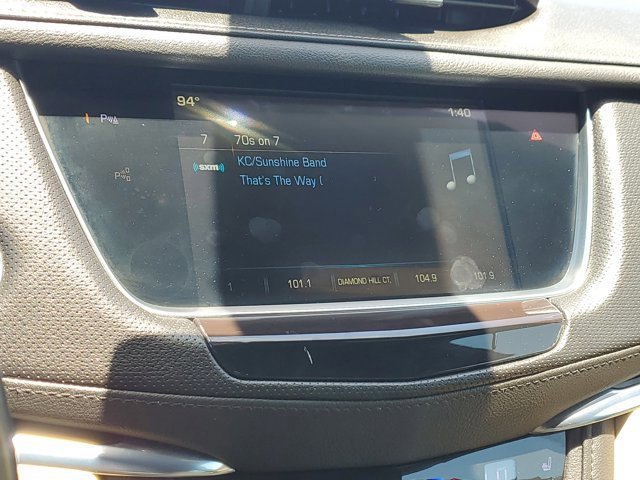 94° 1:40
P
7 70s on 7
((sxm)) KC/Sunshine Band
That's The Way (
P
1 101.1 DIAMOND HILL CT. 104.9 101.9